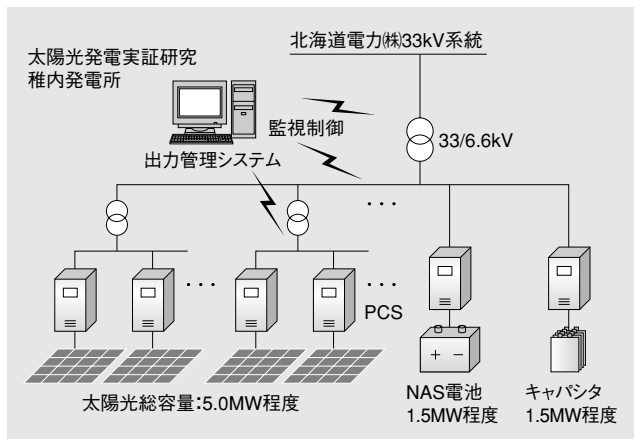 北海道電力㈱33kV系統
太陽光発電実証研究
稚内発電所
監視制御
33/6.6kV
出力管理システム
・・・
・・・
・・・
PCS
+ −
太陽光総容量:5.0MW程度
NAS電池
1.5MW程度
キャパシタ
1.5MW程度